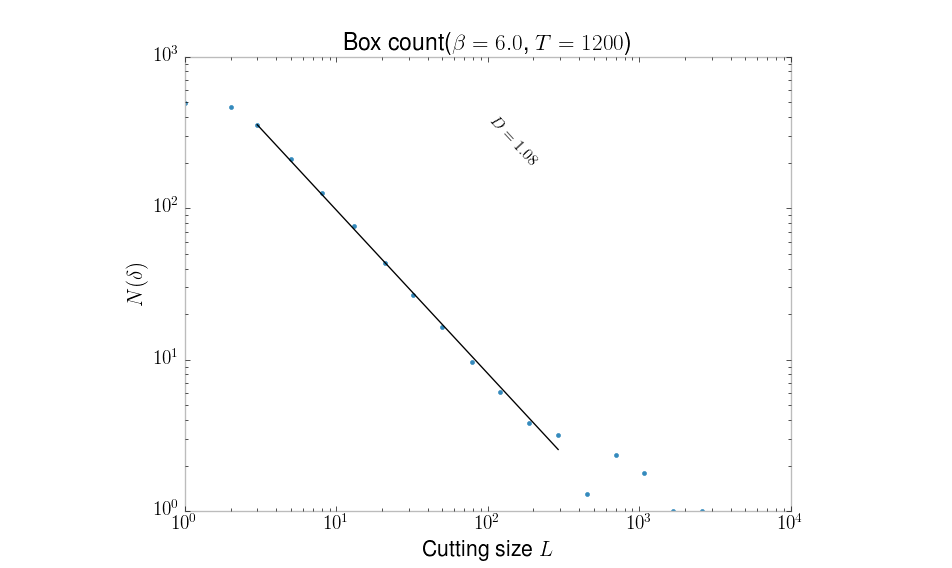 Box count(β = 6.0, T = 1200)
10³
D = 1.08
10²
N(δ)
10¹
10⁰
10⁰ 10¹ 10² 10³ 10⁴
Cutting size L